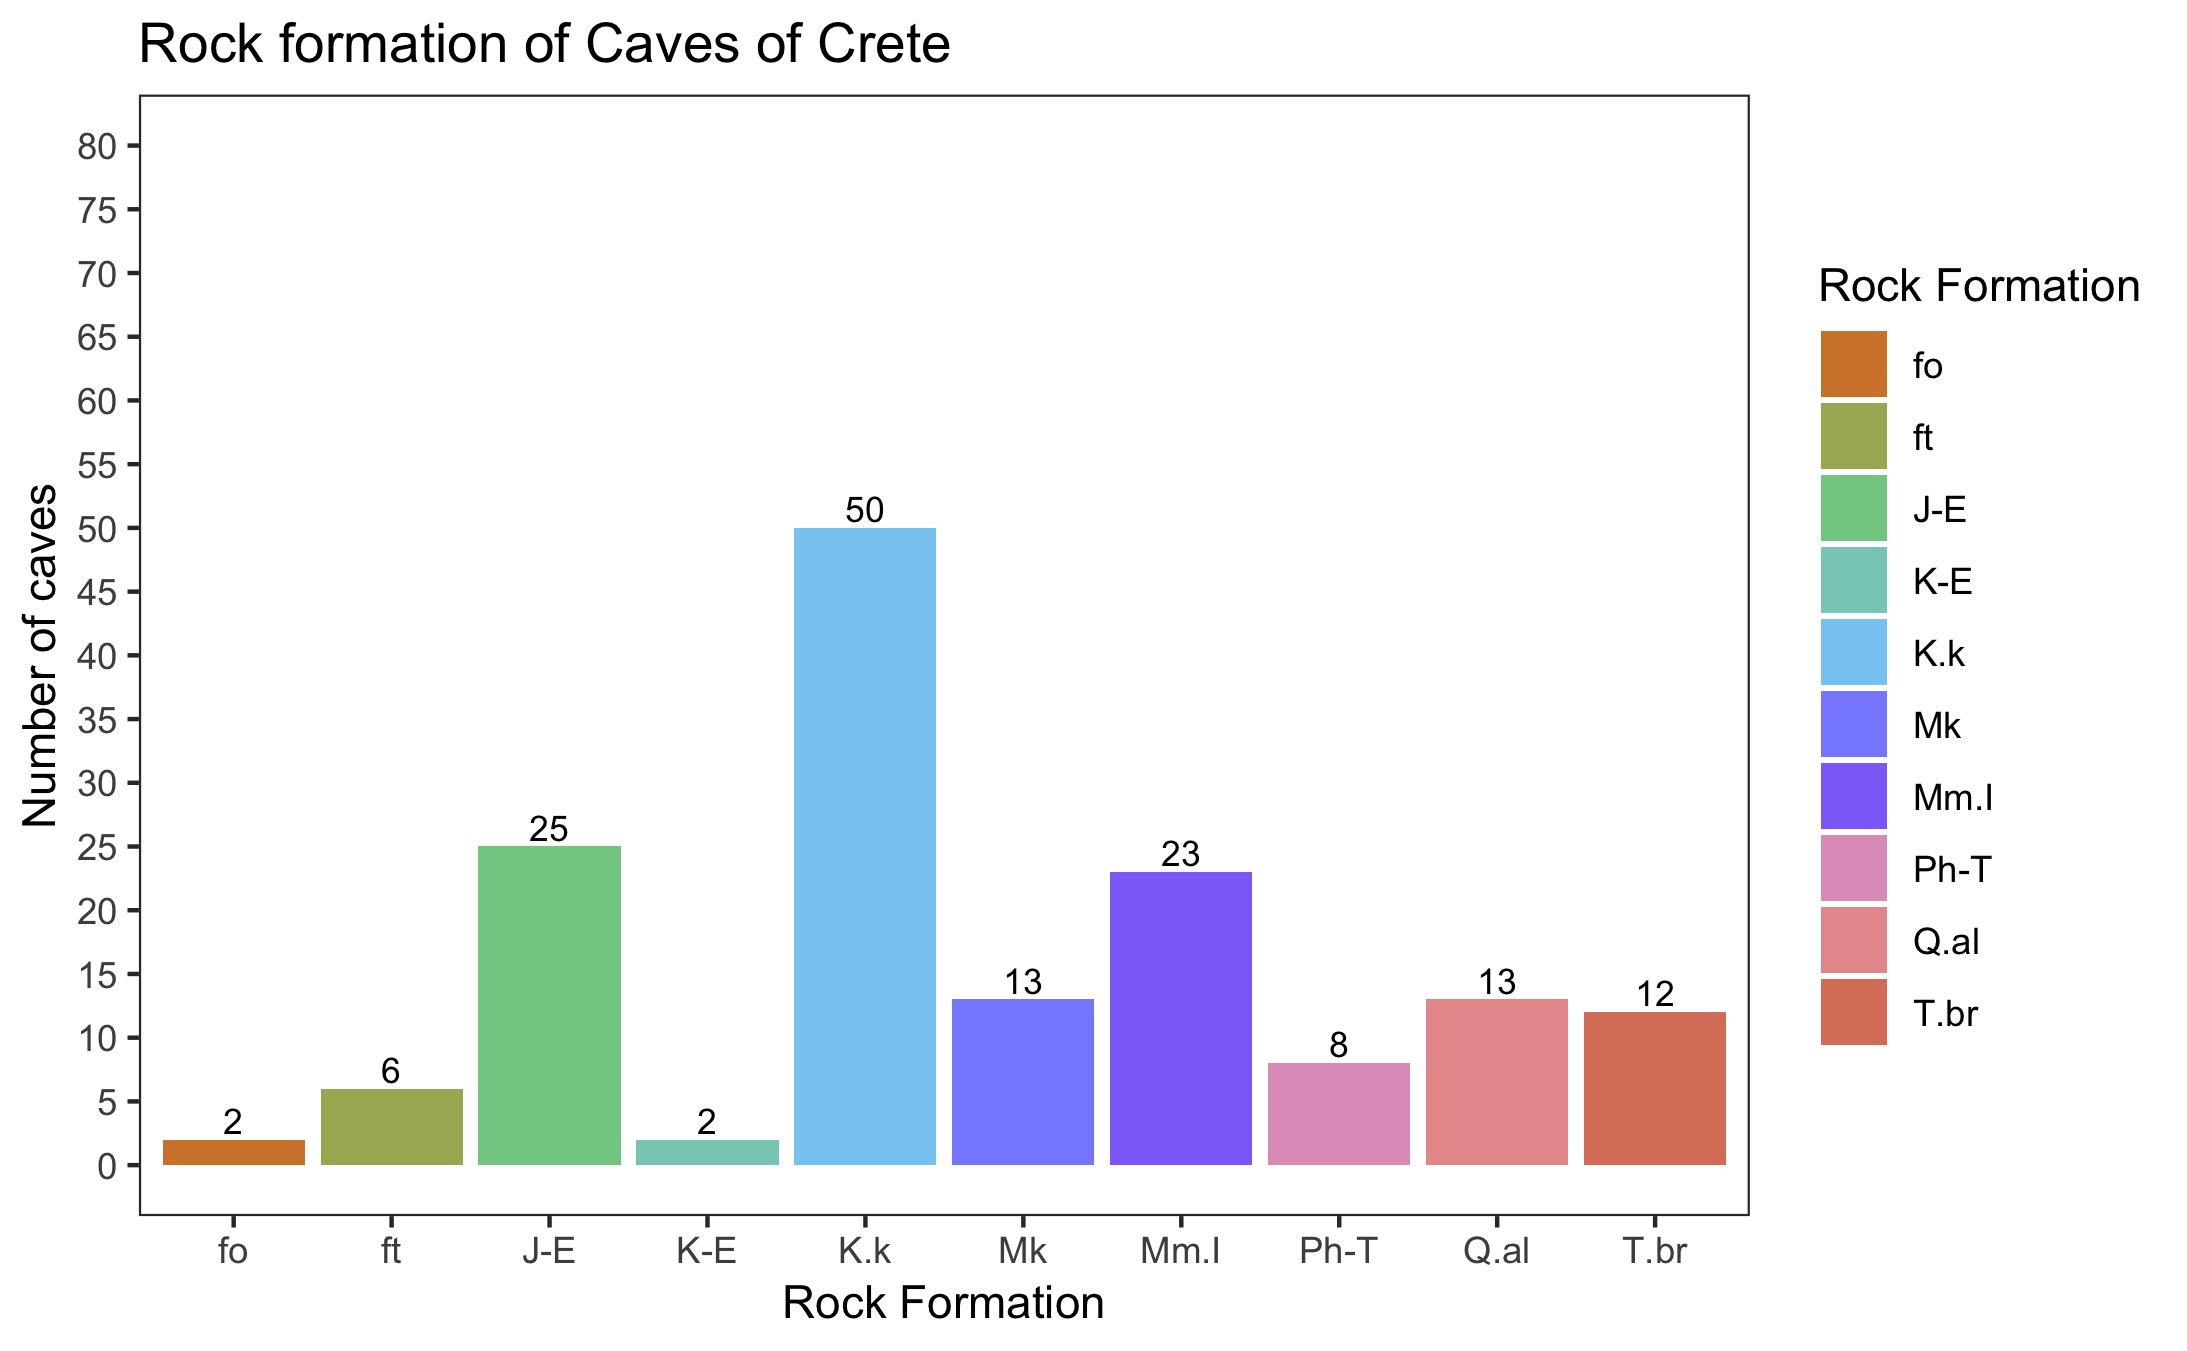 Rock formation of Caves of Crete
Number of caves
80
75
70
65
60
55
50
45
40
35
30
25
20
15
10
5
0
2
6
25
2
50
13
23
8
13
12
fo ft J-E K-E K.k Mk Mm.l Ph-T Q.al T.br
Rock Formation
Rock Formation
fo
ft
J-E
K-E
K.k
Mk
Mm.l
Ph-T
Q.al
T.br